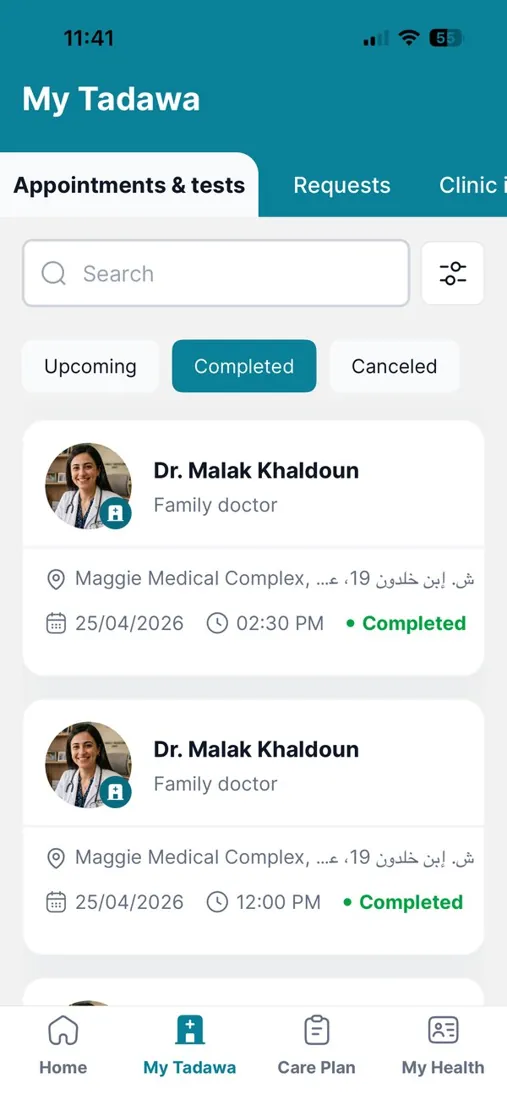 11:41
55
My Tadawa
Appointments & tests
Requests
Clinic i
Search
Upcoming
Completed
Canceled
Dr. Malak Khaldoun
Family doctor
Maggie Medical Complex, ش. إبن خلدون 19، عـ...
25/04/2026 02:30 PM • Completed
Dr. Malak Khaldoun
Family doctor
Maggie Medical Complex, ش. إبن خلدون 19، عـ...
25/04/2026 12:00 PM • Completed
Home
My Tadawa
Care Plan
My Health